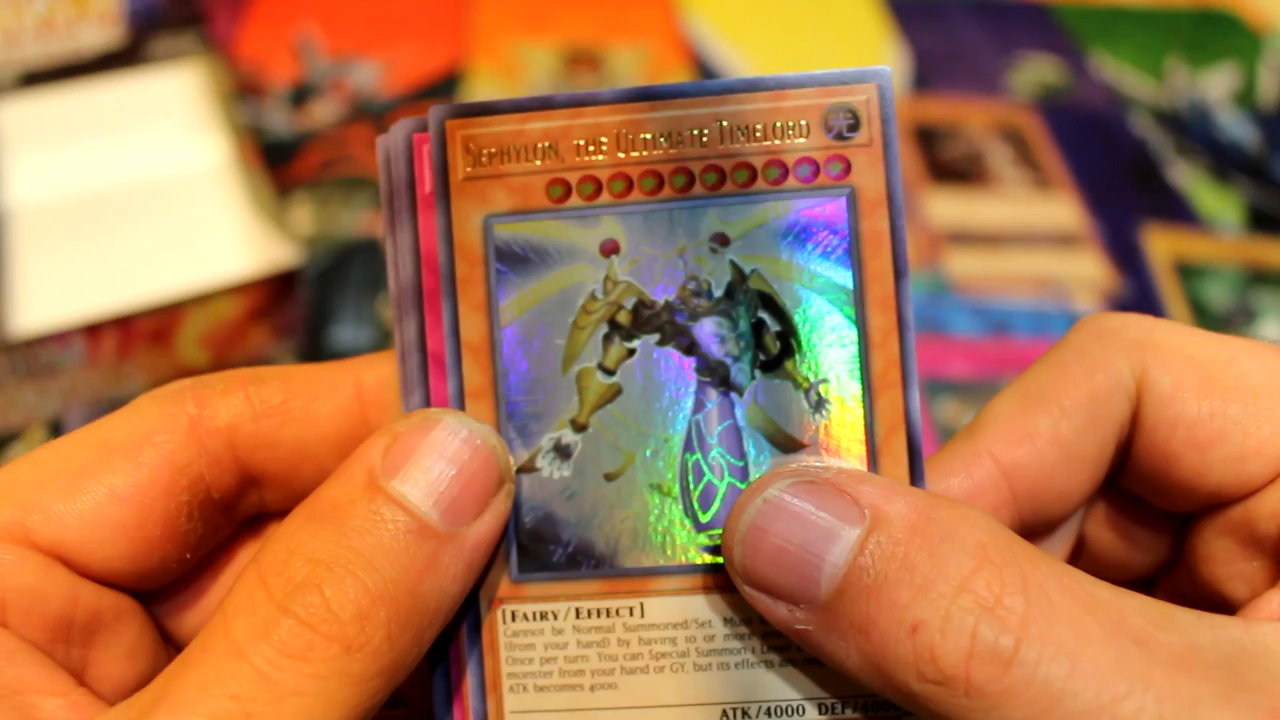 SEPHYLON, THE ULTIMATE TIMELORD
光
[FAIRY/EFFECT]
Cannot be Normal Summoned/Set. Must
(from your hand) by having 10 or more
Once per turn: You can Special Summon 1
monster from your hand or GY, but its effects are
ATK becomes 4000.
ATK/4000 DEF/4000